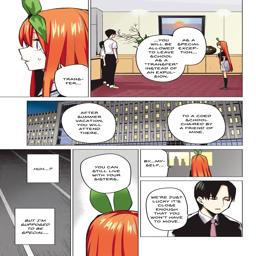 AS A
SPECIAL
EXCEP-
TION...
...YOU
WILL BE
ALLOWED
TO LEAVE
SCHOOL
AS A
"TRANSFER"
INSTEAD OF
AN EXPUL-
SION.
TRANS-
FER...
TO A COED
SCHOOL
CHAIRED BY
A FRIEND OF
MINE.
AFTER
SUMMER
VACATION,
YOU WILL
ATTEND
THERE.
BY...MY-
SELF...
YOU CAN
STILL LIVE
WITH YOUR
SISTERS.
WE'RE JUST
LUCKY IT'S
CLOSE
ENOUGH
THAT YOU
WON'T HAVE
TO MOVE.
HUH...?
BUT I'M
SUPPOSED
TO BE
SPECIAL...